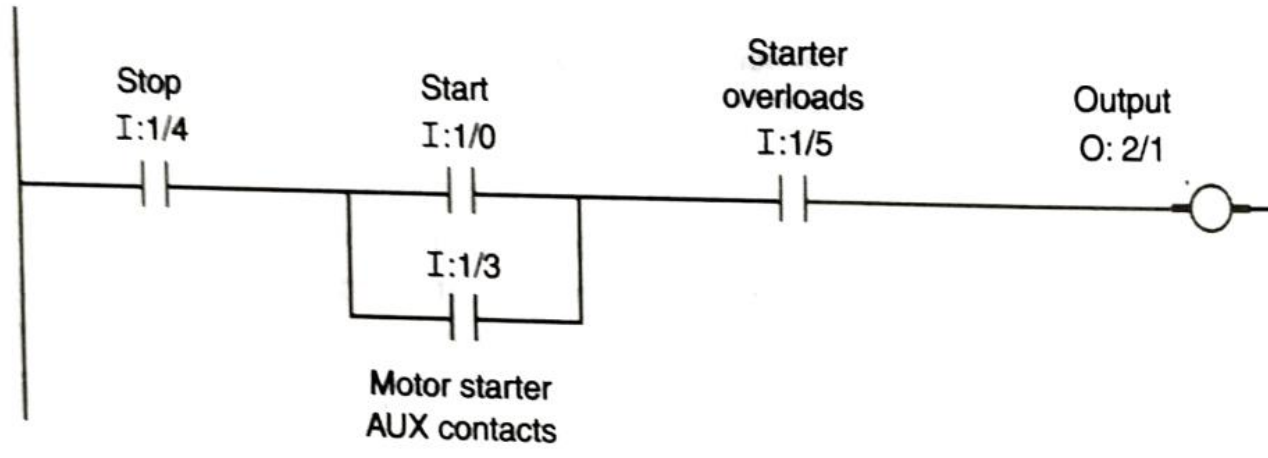 Stop
I:1/4
Start
I:1/0
Starter
overloads
I:1/5
Output
O: 2/1
I:1/3
Motor starter
AUX contacts